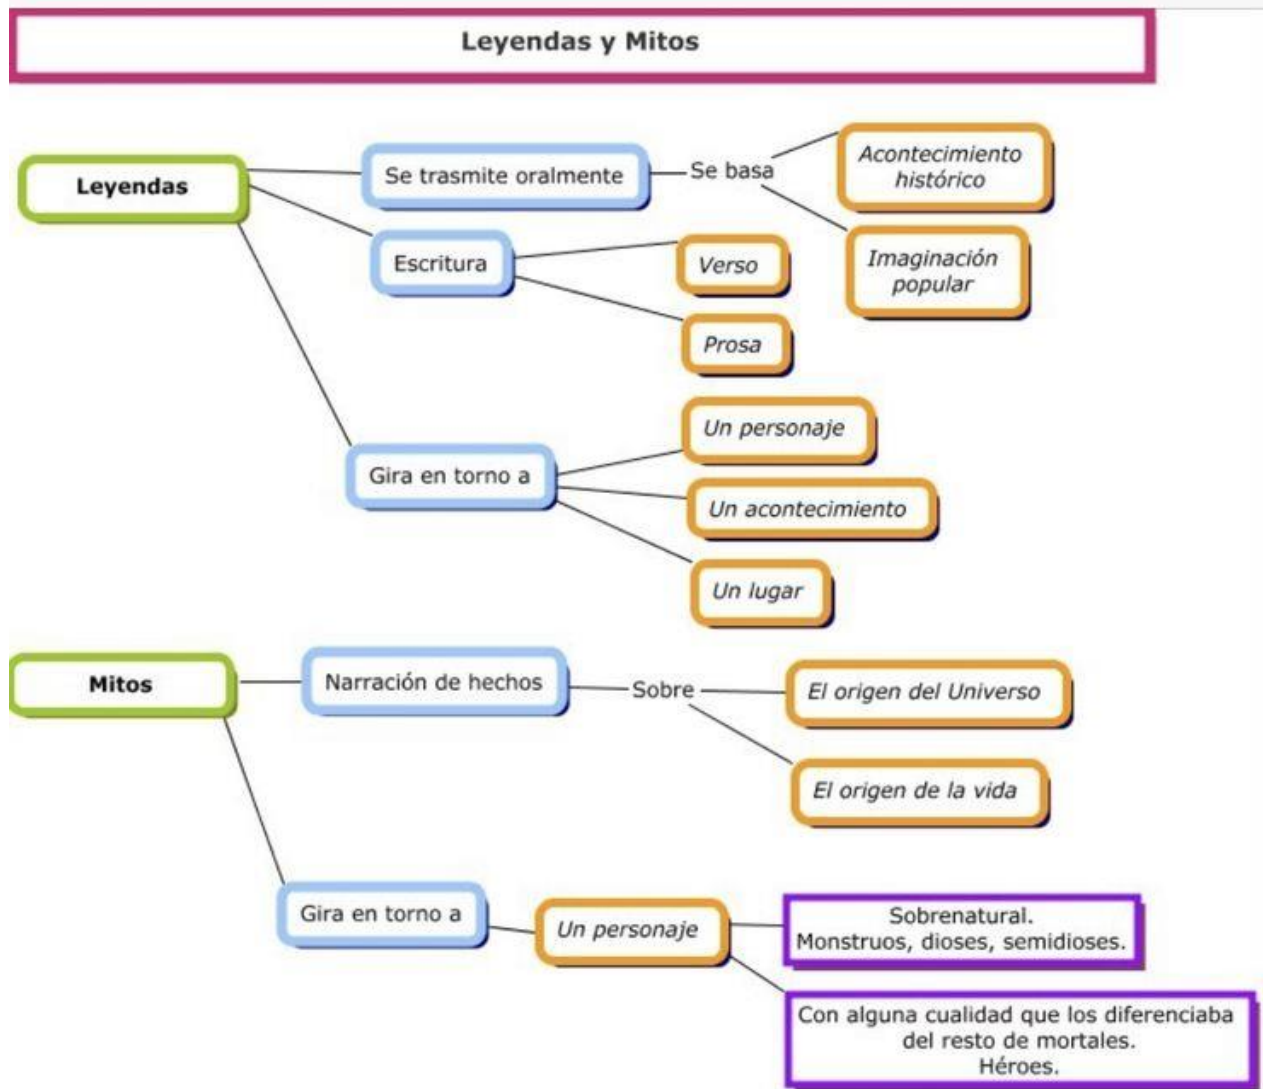 Leyendas y Mitos
Leyendas
Se trasmite oralmente
Se basa
Acontecimiento
histórico
Imaginación
popular
Escritura
Verso
Prosa
Gira en torno a
Un personaje
Un acontecimiento
Un lugar
Mitos
Narración de hechos
Sobre
El origen del Universo
El origen de la vida
Gira en torno a
Un personaje
Sobrenatural.
Monstruos, dioses, semidioses.
Con alguna cualidad que los diferenciaba
del resto de mortales.
Héroes.